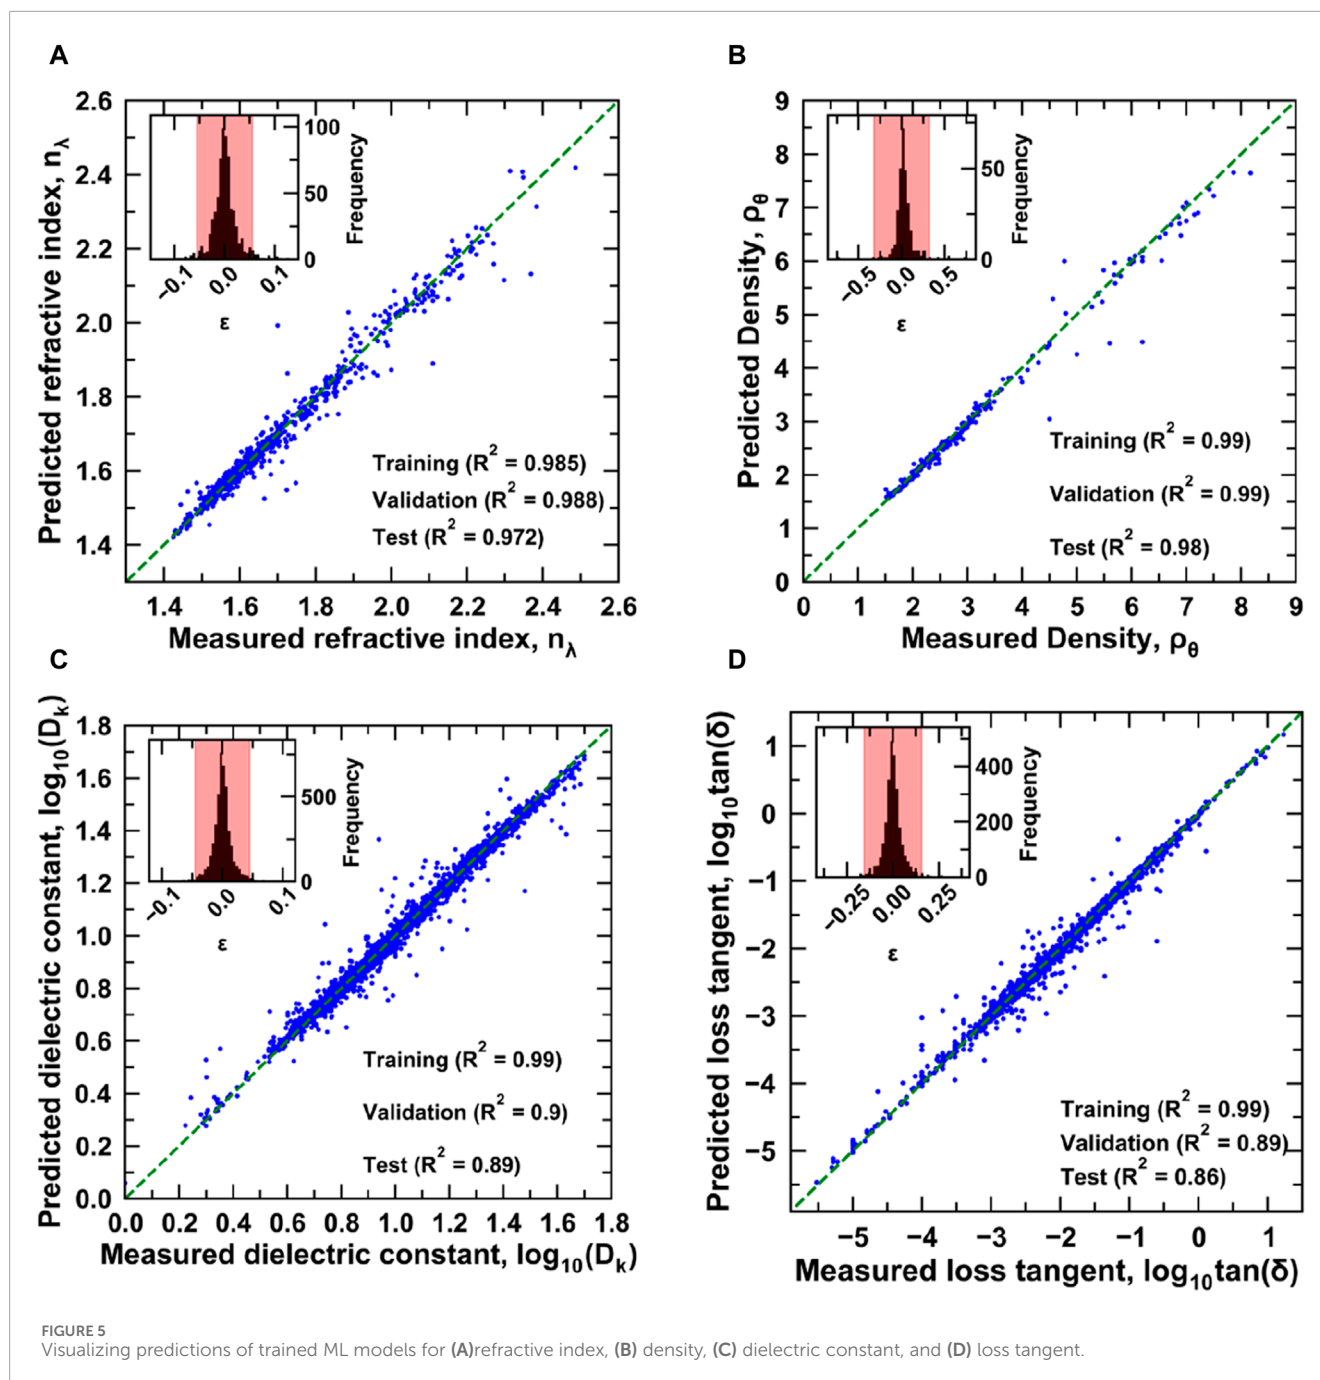 A
Predicted refractive index, nλ
2.6
2.4
2.2
2.0
1.8
1.6
1.4
1.4 1.6 1.8 2.0 2.2 2.4 2.6
Measured refractive index, nλ
100
50
0
Frequency
−0.1 0.0 0.1
ε
Training (R² = 0.985)
Validation (R² = 0.988)
Test (R² = 0.972)
B
Predicted Density, ρθ
9
8
7
6
5
4
3
2
1
0
0 1 2 3 4 5 6 7 8 9
Measured Density, ρθ
50
0
Frequency
−0.5 0.0 0.5
ε
Training (R² = 0.99)
Validation (R² = 0.99)
Test (R² = 0.98)
C
Predicted dielectric constant, log₁₀(Dₖ)
1.8
1.6
1.4
1.2
1.0
0.8
0.6
0.4
0.2
0.0
0.0 0.2 0.4 0.6 0.8 1.0 1.2 1.4 1.6 1.8
Measured dielectric constant, log₁₀(Dₖ)
500
0
Frequency
−0.1 0.0 0.1
ε
Training (R² = 0.99)
Validation (R² = 0.9)
Test (R² = 0.89)
D
Predicted loss tangent, log₁₀tan(δ)
1
0
−1
−2
−3
−4
−5
−5 −4 −3 −2 −1 0 1
Measured loss tangent, log₁₀tan(δ)
400
200
0
Frequency
−0.25 0.00 0.25
ε
Training (R² = 0.99)
Validation (R² = 0.89)
Test (R² = 0.86)
FIGURE 5
Visualizing predictions of trained ML models for (A)refractive index, (B) density, (C) dielectric constant, and (D) loss tangent.